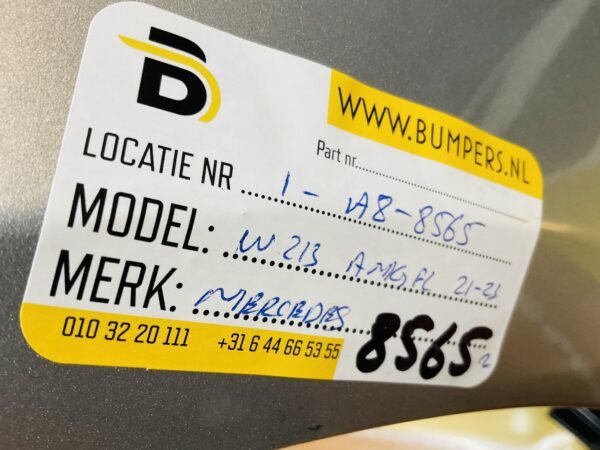 B
WWW.BUMPERS.NL
Part nr.
LOCATIE NR 1 - A8-8565
MODEL: W 213 AMG FL 21-23
MERK: MERCEDES
8565
010 32 20 111 +31 6 44 66 53 55